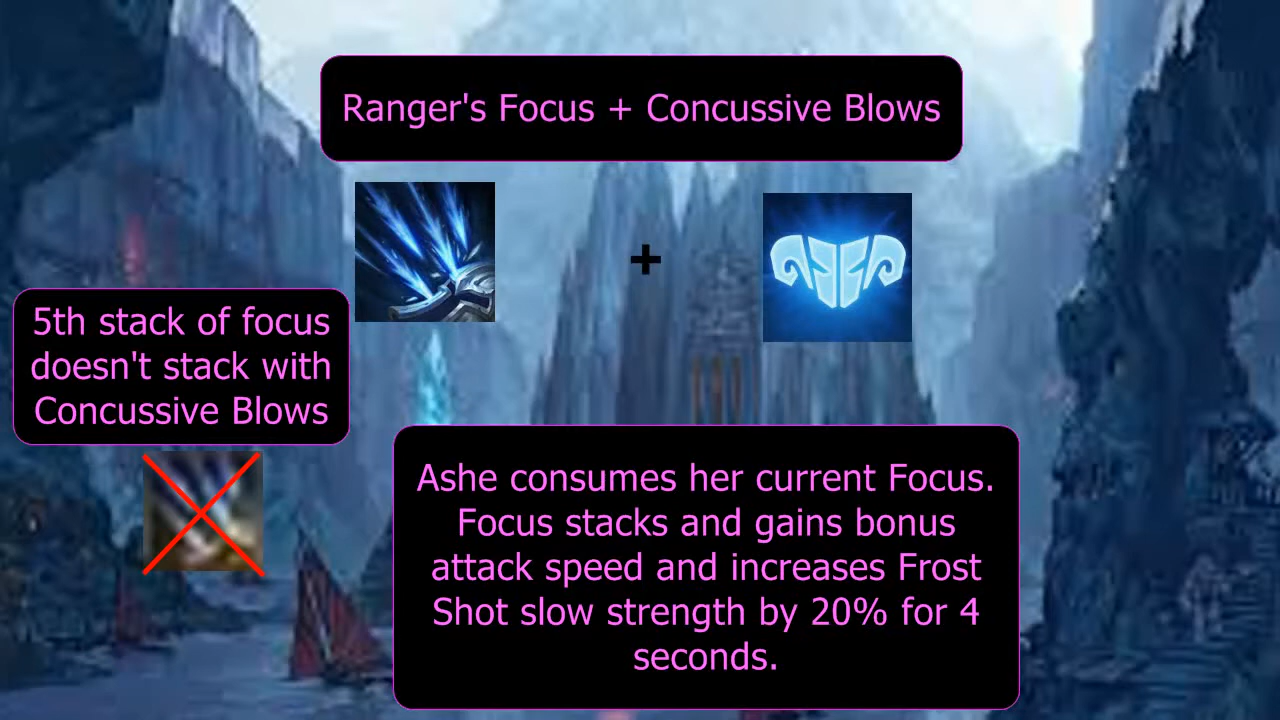 Ranger's Focus + Concussive Blows
+
5th stack of focus
doesn't stack with
Concussive Blows
Ashe consumes her current Focus.
Focus stacks and gains bonus
attack speed and increases Frost
Shot slow strength by 20% for 4
seconds.